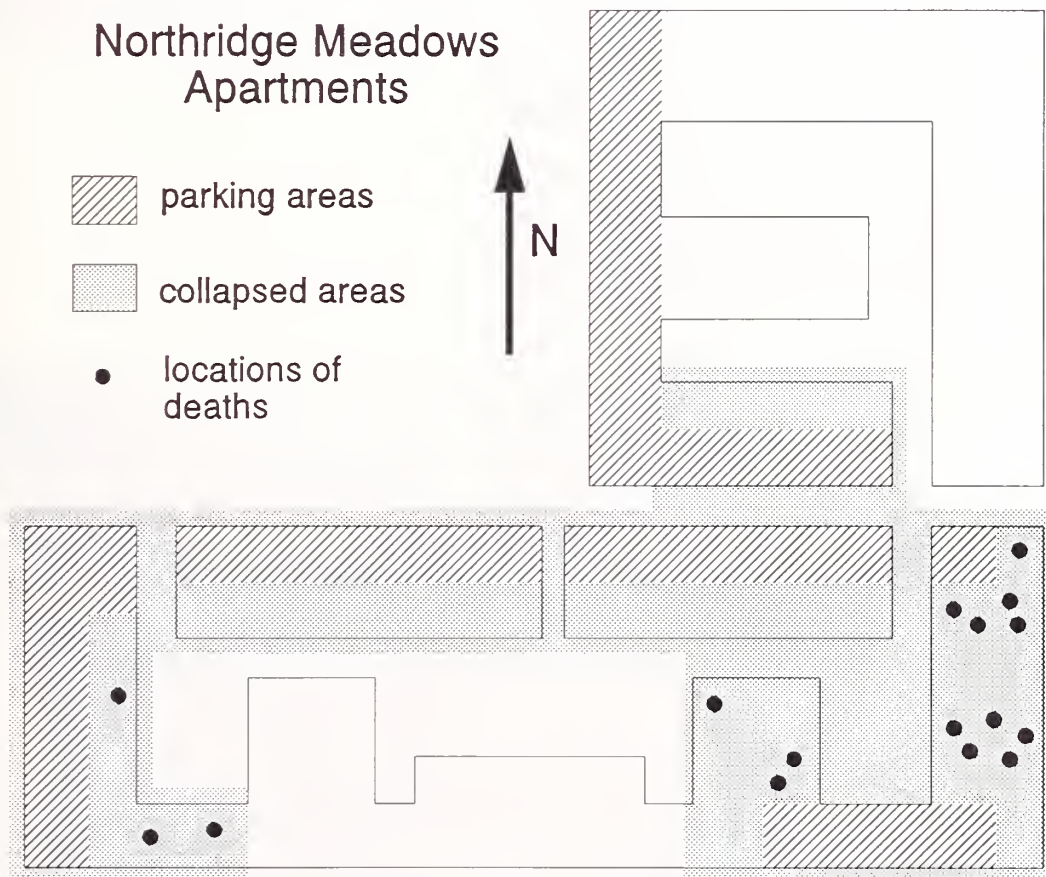 Northridge Meadows
Apartments
parking areas
N
collapsed areas
locations of
deaths